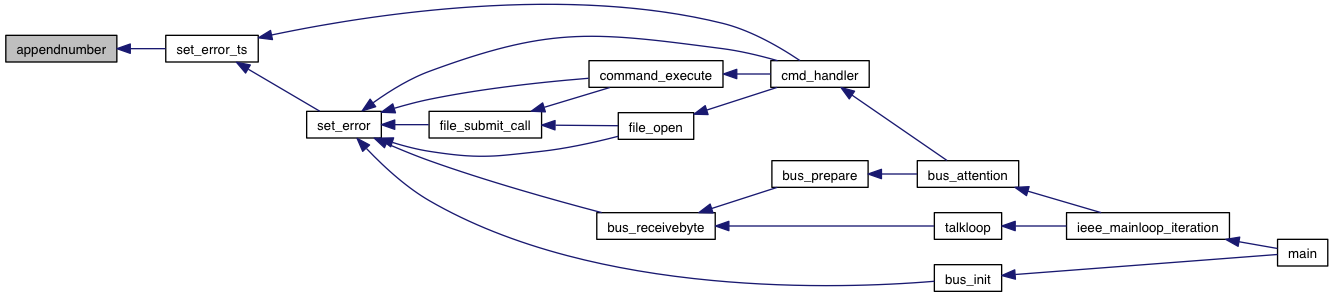 appendnumber
set_error_ts
set_error
command_execute
cmd_handler
file_submit_call
file_open
bus_prepare
bus_attention
bus_receivebyte
talkloop
ieee_mainloop_iteration
main
bus_init